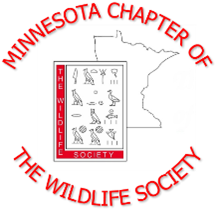 MINNESOTA CHAPTER OF
THE WILDLIFE
SOCIETY
THE WILDLIFE SOCIETY